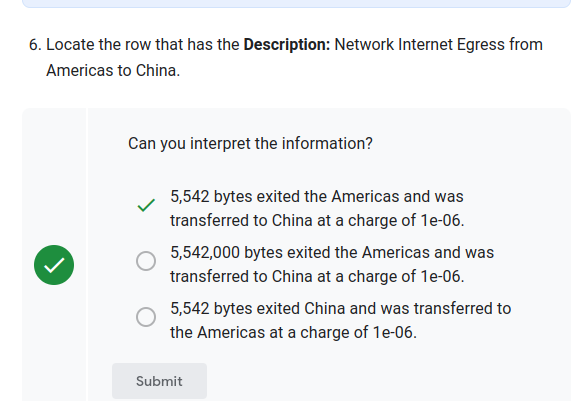 6. Locate the row that has the Description: Network Internet Egress from
Americas to China.
Can you interpret the information?
5,542 bytes exited the Americas and was
transferred to China at a charge of 1e-06.
5,542,000 bytes exited the Americas and was
transferred to China at a charge of 1e-06.
5,542 bytes exited China and was transferred to
the Americas at a charge of 1e-06.
Submit